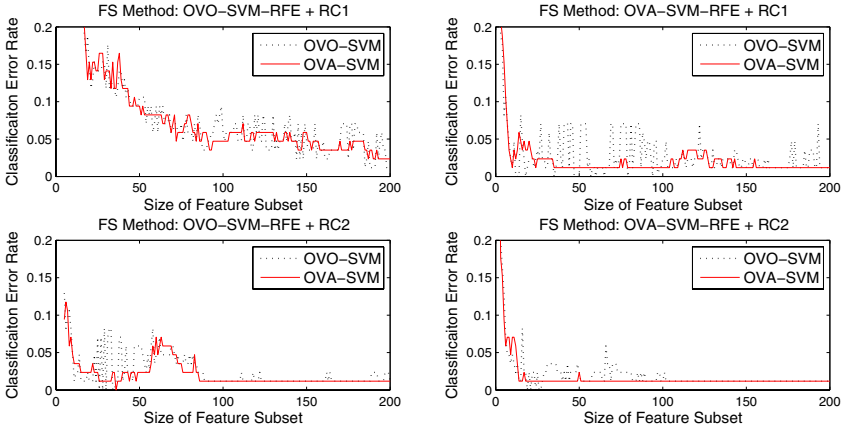 FS Method: OVO−SVM−RFE + RC1
0.2
0.15
0.1
0.05
0
Classificaiton Error Rate
OVO−SVM
OVA−SVM
0
50
100
150
200
Size of Feature Subset
FS Method: OVA−SVM−RFE + RC1
0.2
0.15
0.1
0.05
0
Classificaiton Error Rate
OVO−SVM
OVA−SVM
0
50
100
150
200
Size of Feature Subset
FS Method: OVO−SVM−RFE + RC2
0.2
0.15
0.1
0.05
0
Classificaiton Error Rate
OVO−SVM
OVA−SVM
0
50
100
150
200
Size of Feature Subset
FS Method: OVA−SVM−RFE + RC2
0.2
0.15
0.1
0.05
0
Classificaiton Error Rate
OVO−SVM
OVA−SVM
0
50
100
150
200
Size of Feature Subset